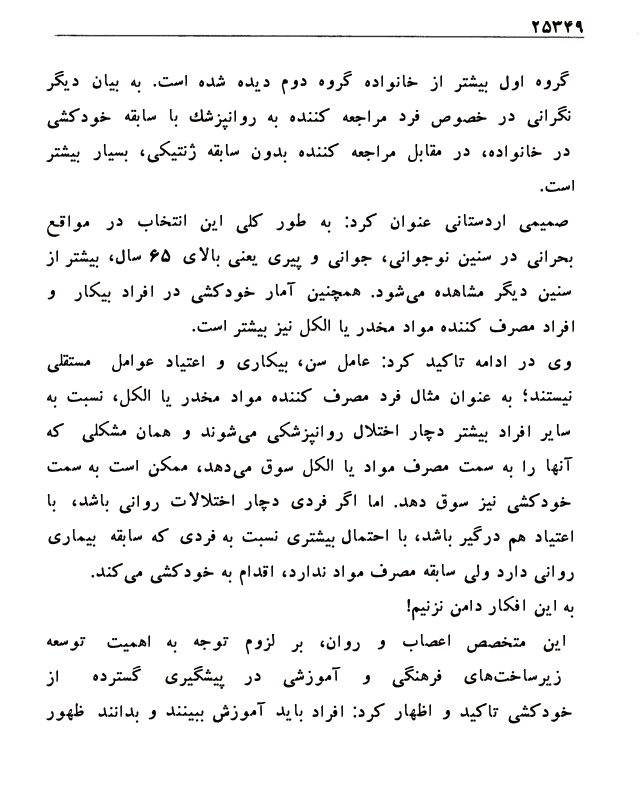 ۲۵۳۴۹
گروه اول بیشتر از خانواده گروه دوم دیده شده است. به بیان دیگر
نگرانی در خصوص فرد مراجعه کننده به روانپزشك با سابقه خودکشی
در خانواده، در مقابل مراجعه کننده بدون سابقه ژنتیکی، بسیار بیشتر
است.
صمیمی اردستانی عنوان کرد: به طور کلی این انتخاب در مواقع
بحرانی در سنین نوجوانی، جوانی و پیری یعنی بالای ۶۵ سال، بیشتر از
سنین دیگر مشاهده می‌شود. همچنین آمار خودکشی در افراد بیکار و
افراد مصرف کننده مواد مخدر یا الکل نیز بیشتر است.
وی در ادامه تاکید کرد: عامل سن، بیکاری و اعتیاد عوامل مستقلی
نیستند؛ به عنوان مثال فرد مصرف کننده مواد مخدر یا الکل، نسبت به
سایر افراد بیشتر دچار اختلال روانپزشکی می‌شوند و همان مشکلی که
آنها را به سمت مصرف مواد یا الکل سوق می‌دهد، ممکن است به سمت
خودکشی نیز سوق دهد. اما اگر فردی دچار اختلالات روانی باشد، با
اعتیاد هم درگیر باشد، با احتمال بیشتری نسبت به فردی که سابقه بیماری
روانی دارد ولی سابقه مصرف مواد ندارد، اقدام به خودکشی می‌کند.
به این افکار دامن نزنیم!
این متخصص اعصاب و روان، بر لزوم توجه به اهمیت توسعه
زیرساخت‌های فرهنگی و آموزشی در پیشگیری گسترده از
خودکشی تاکید و اظهار کرد: افراد باید آموزش ببینند و بدانند ظهور